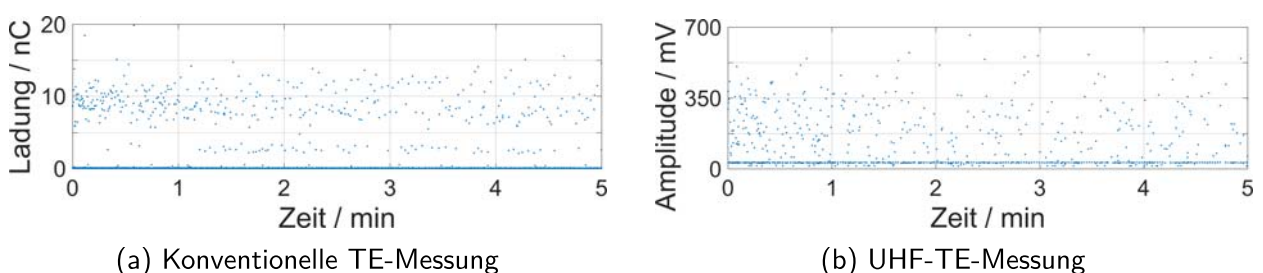 Ladung / nC
20
10
0
0 1 2 3 4 5
Zeit / min
(a) Konventionelle TE-Messung
Amplitude / mV
700
350
0
0 1 2 3 4 5
Zeit / min
(b) UHF-TE-Messung